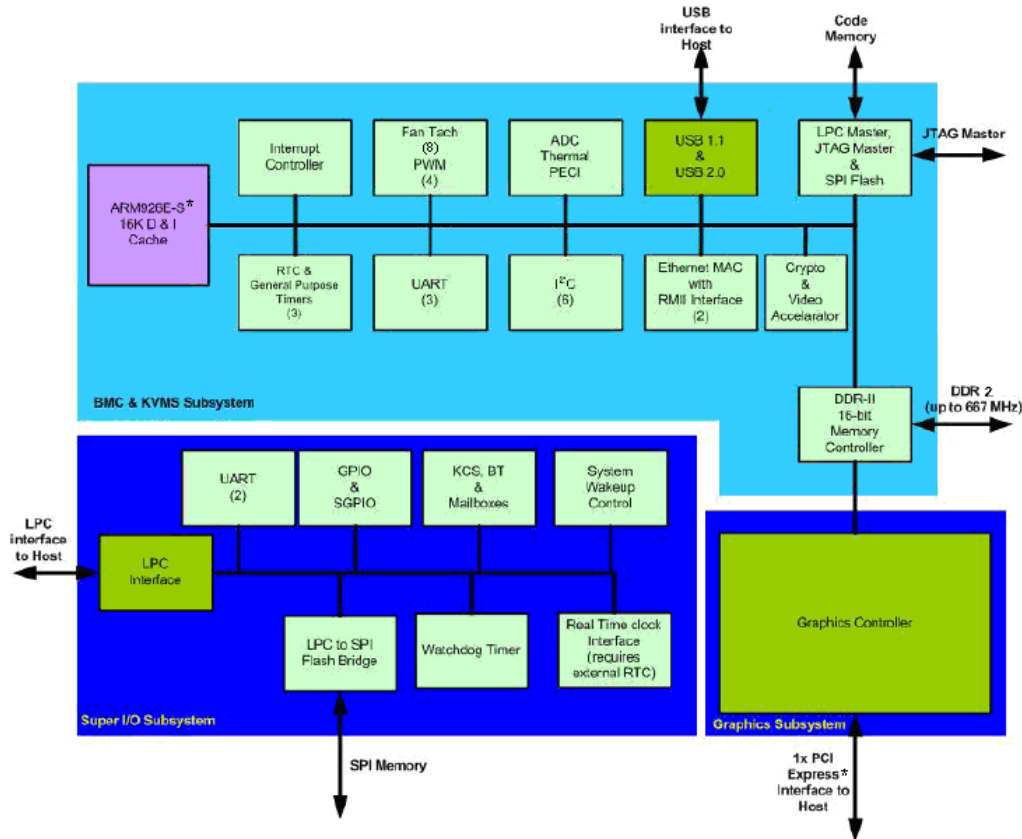 USB
interface to
Host
Code
Memory
Interrupt
Controller
Fan Tach
(8)
PWM
(4)
ADC
Thermal
PECI
USB 1.1
&
USB 2.0
LPC Master,
JTAG Master
&
SPI Flash
JTAG Master
ARM926E-S*
16K D & I
Cache
RTC &
General Purpose
Timers
(3)
UART
(3)
I²C
(6)
Ethernet MAC
with
RMII Interface
(2)
Crypto
&
Video
Accelarator
BMC & KVMS Subsystem
DDR-II
16-bit
Memory
Controller
DDR 2
(up to 667 MHz)
UART
(2)
GPIO
&
SGPIO
KCS, BT
&
Mailboxes
System
Wakeup
Control
LPC
interface
to Host
LPC
Interface
LPC to SPI
Flash Bridge
Watchdog Timer
Real Time clock
Interface
(requires
external RTC)
Graphics Controller
Super I/O Subsystem
Graphics Subsystem
SPI Memory
1x PCI
Express*
Interface to
Host